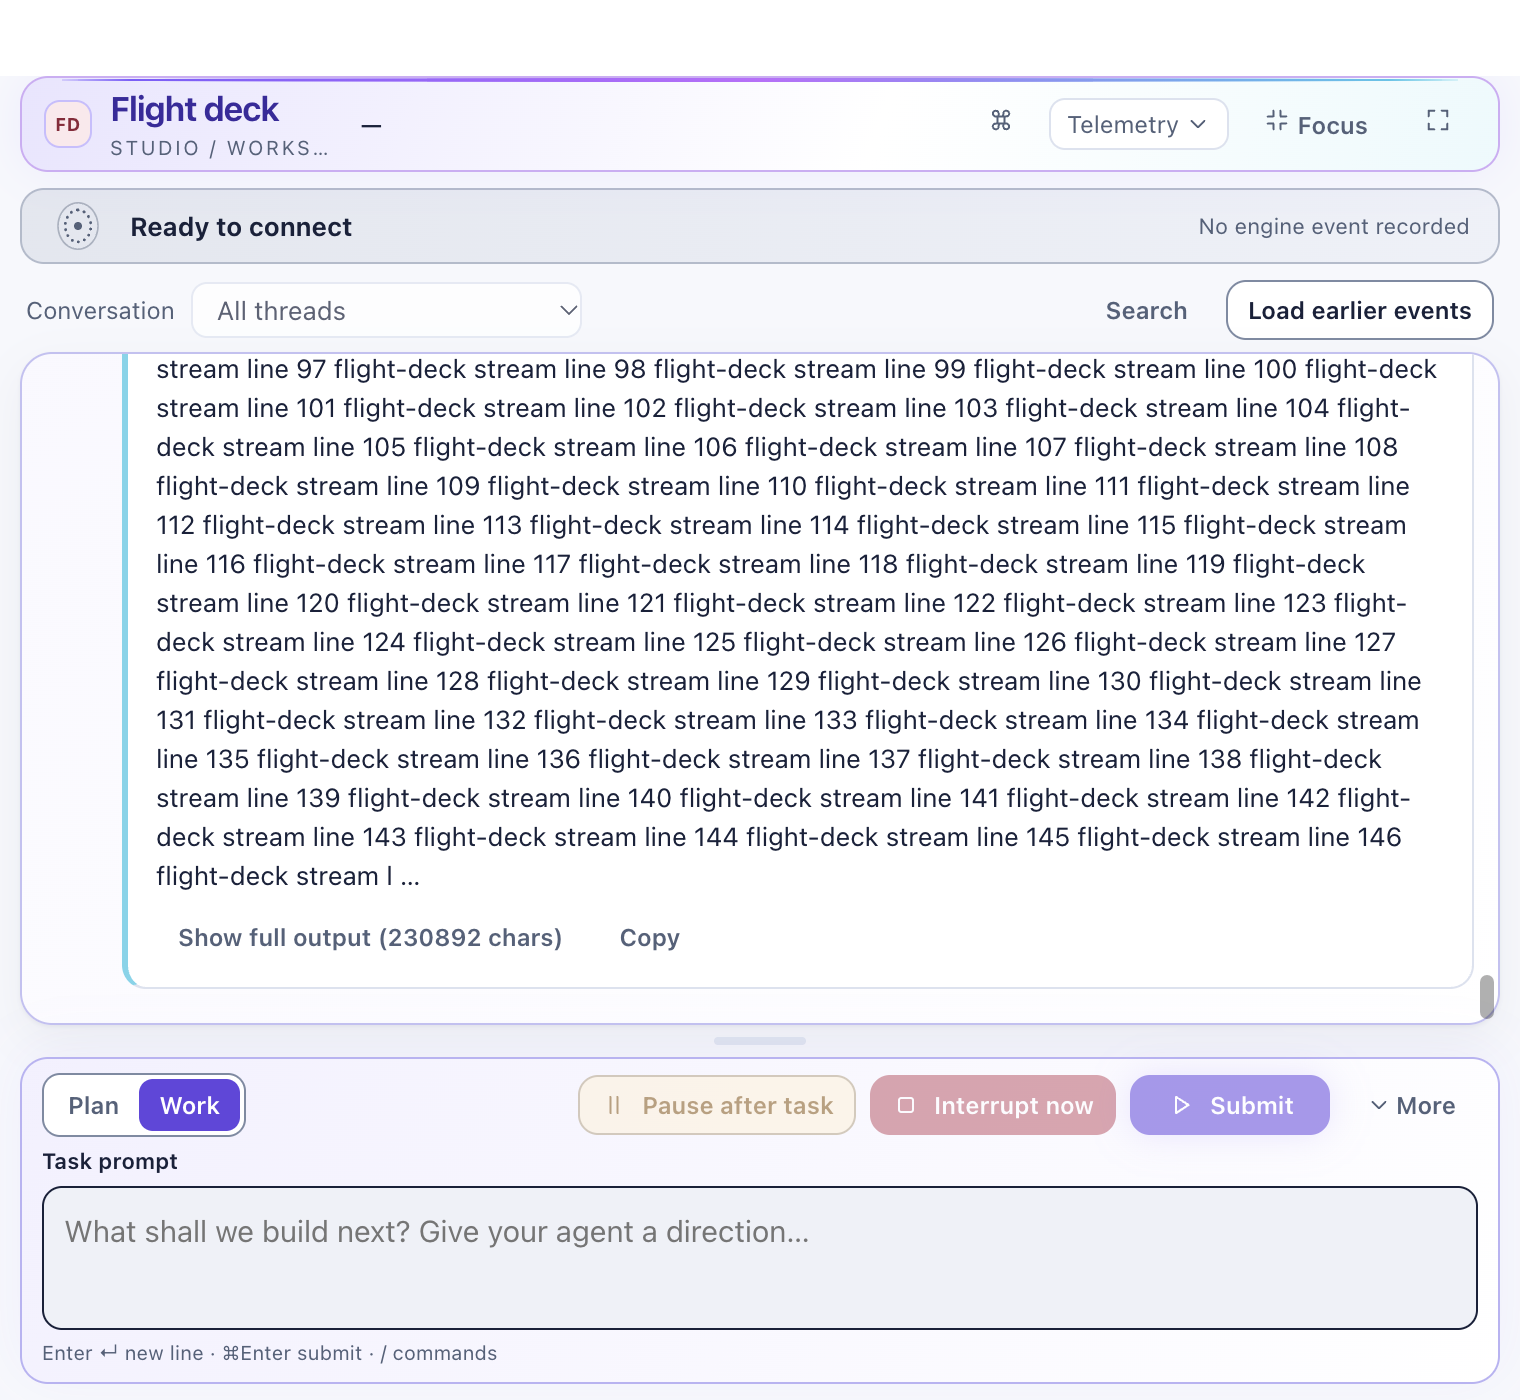 FD
Flight deck
STUDIO / WORKS…
—
⌘
Telemetry
Focus
Ready to connect
No engine event recorded
Conversation
All threads
Search
Load earlier events
stream line 97 flight-deck stream line 98 flight-deck stream line 99 flight-deck stream line 100 flight-deck
stream line 101 flight-deck stream line 102 flight-deck stream line 103 flight-deck stream line 104 flight-
deck stream line 105 flight-deck stream line 106 flight-deck stream line 107 flight-deck stream line 108
flight-deck stream line 109 flight-deck stream line 110 flight-deck stream line 111 flight-deck stream line
112 flight-deck stream line 113 flight-deck stream line 114 flight-deck stream line 115 flight-deck stream
line 116 flight-deck stream line 117 flight-deck stream line 118 flight-deck stream line 119 flight-deck
stream line 120 flight-deck stream line 121 flight-deck stream line 122 flight-deck stream line 123 flight-
deck stream line 124 flight-deck stream line 125 flight-deck stream line 126 flight-deck stream line 127
flight-deck stream line 128 flight-deck stream line 129 flight-deck stream line 130 flight-deck stream line
131 flight-deck stream line 132 flight-deck stream line 133 flight-deck stream line 134 flight-deck stream
line 135 flight-deck stream line 136 flight-deck stream line 137 flight-deck stream line 138 flight-deck
stream line 139 flight-deck stream line 140 flight-deck stream line 141 flight-deck stream line 142 flight-
deck stream line 143 flight-deck stream line 144 flight-deck stream line 145 flight-deck stream line 146
flight-deck stream l …
Show full output (230892 chars)
Copy
Plan
Work
Pause after task
Interrupt now
Submit
More
Task prompt
What shall we build next? Give your agent a direction…
Enter ↵ new line · ⌘Enter submit · / commands